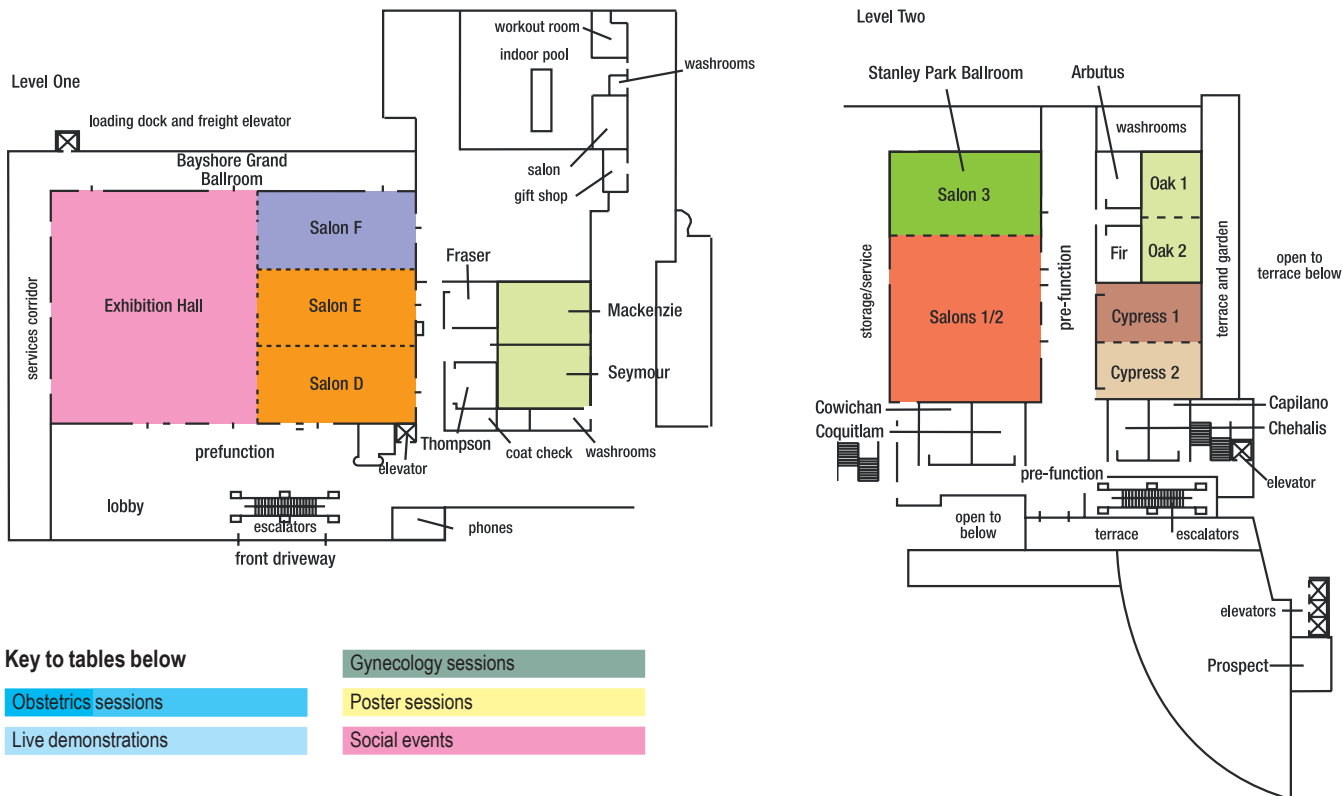 Level One
workout room
indoor pool
washrooms
loading dock and freight elevator
Bayshore Grand
Ballroom
salon
gift shop
Salon F
Fraser
services corridor
Exhibition Hall
Salon E
Mackenzie
Salon D
Seymour
Thompson
coat check
washrooms
elevator
prefunction
lobby
escalators
phones
front driveway
Level Two
Stanley Park Ballroom
Arbutus
washrooms
Salon 3
Oak 1
Oak 2
Fir
storage/service
pre-function
terrace and garden
open to
terrace below
Salons 1/2
Cypress 1
Cypress 2
Cowichan
Coquitlam
Capilano
Chehalis
pre-function
elevator
open to
below
terrace
escalators
elevators
Prospect
Key to tables below
Obstetrics sessions
Live demonstrations
Gynecology sessions
Poster sessions
Social events